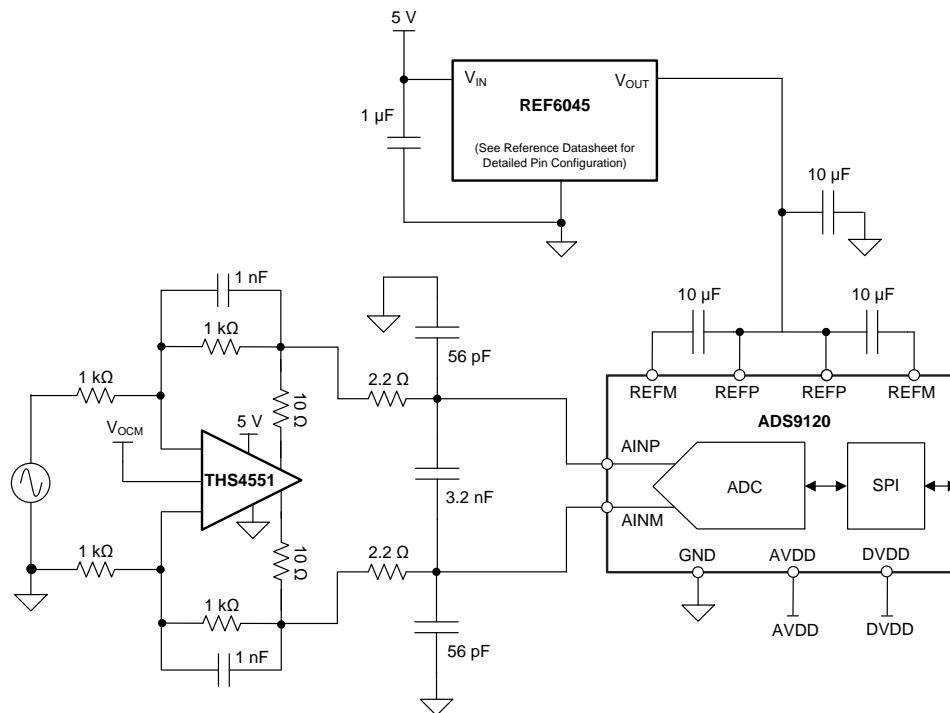 5 V
V_IN
V_OUT
REF6045
1 µF
(See Reference Datasheet for
Detailed Pin Configuration)
10 µF
1 nF
10 µF
10 µF
1 kΩ
56 pF
1 kΩ
2.2 Ω
REFM
REFP
REFP
REFM
10 Ω
ADS9120
V_OCM
5 V
AINP
THS4551
3.2 nF
ADC
SPI
AINM
1 kΩ
10 Ω
2.2 Ω
GND
AVDD
DVDD
1 kΩ
56 pF
AVDD
DVDD
1 nF